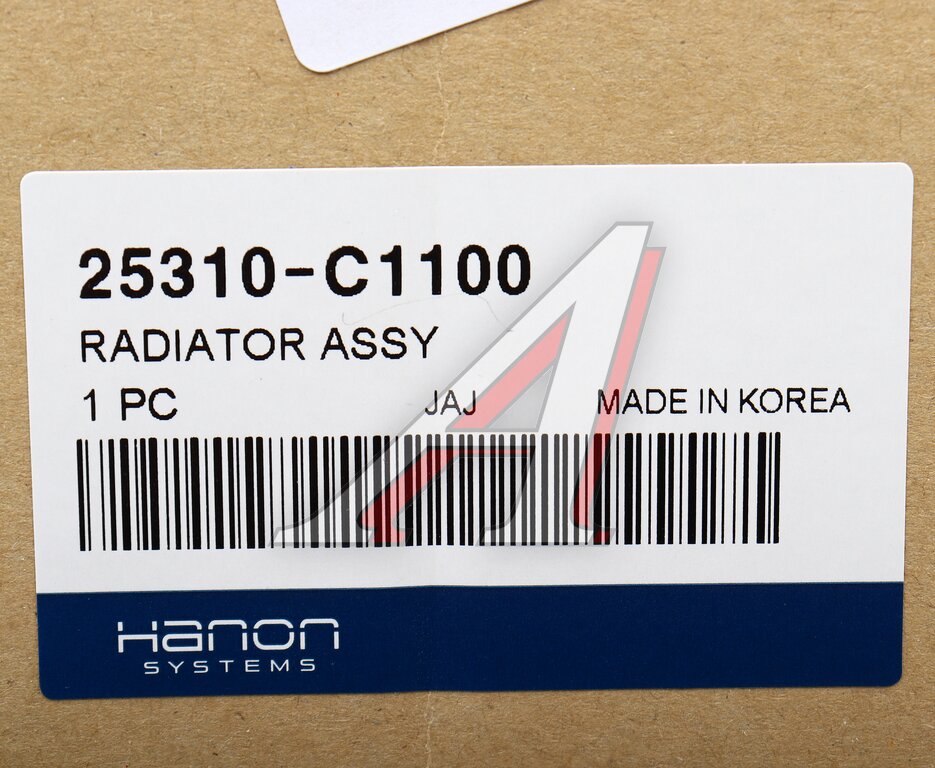 25310-C1100
RADIATOR ASSY
1 PC JAJ MADE IN KOREA
Hanon
SYSTEMS